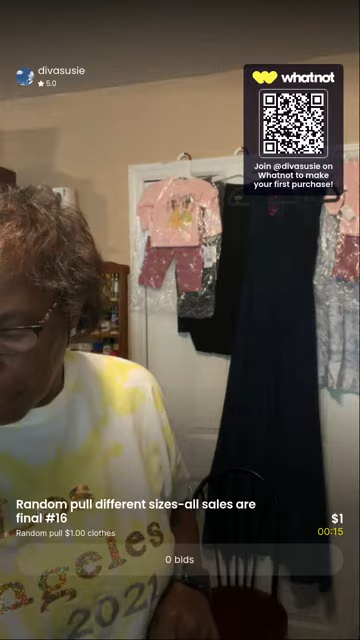 divasusie
★ 5.0
whatnot
Join @divasusie on
Whatnot to make
your first purchase!
Random pull different sizes-all sales are
final #16
$1
Random pull $1.00 clothes
00:15
0 bids
geles
2021